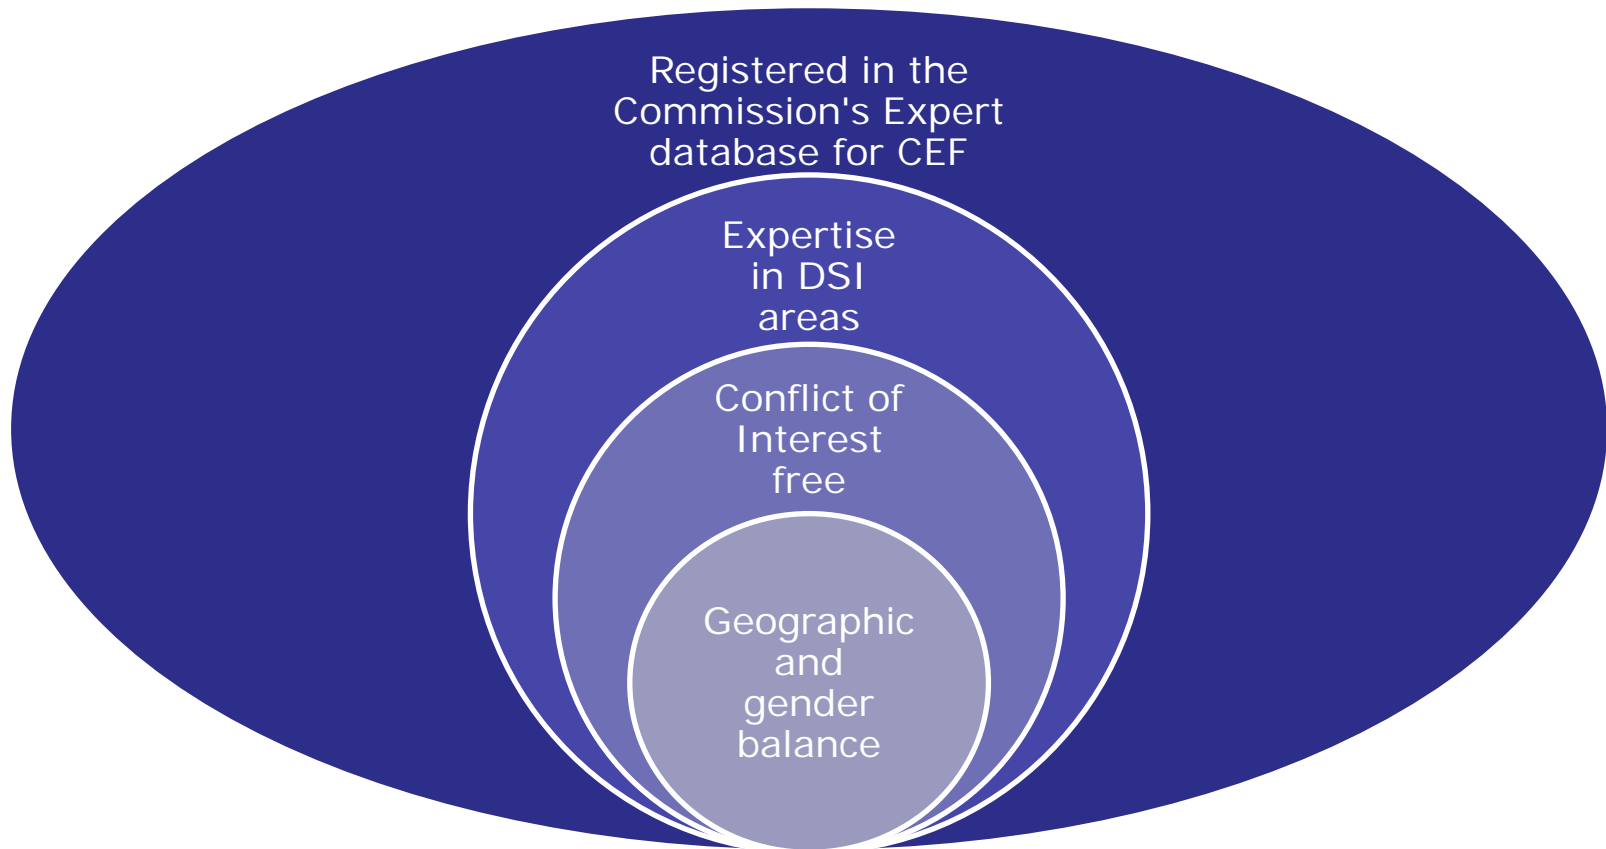 Registered in the
Commission's Expert
database for CEF
Expertise
in DSI
areas
Conflict of
Interest
free
Geographic
and
gender
balance